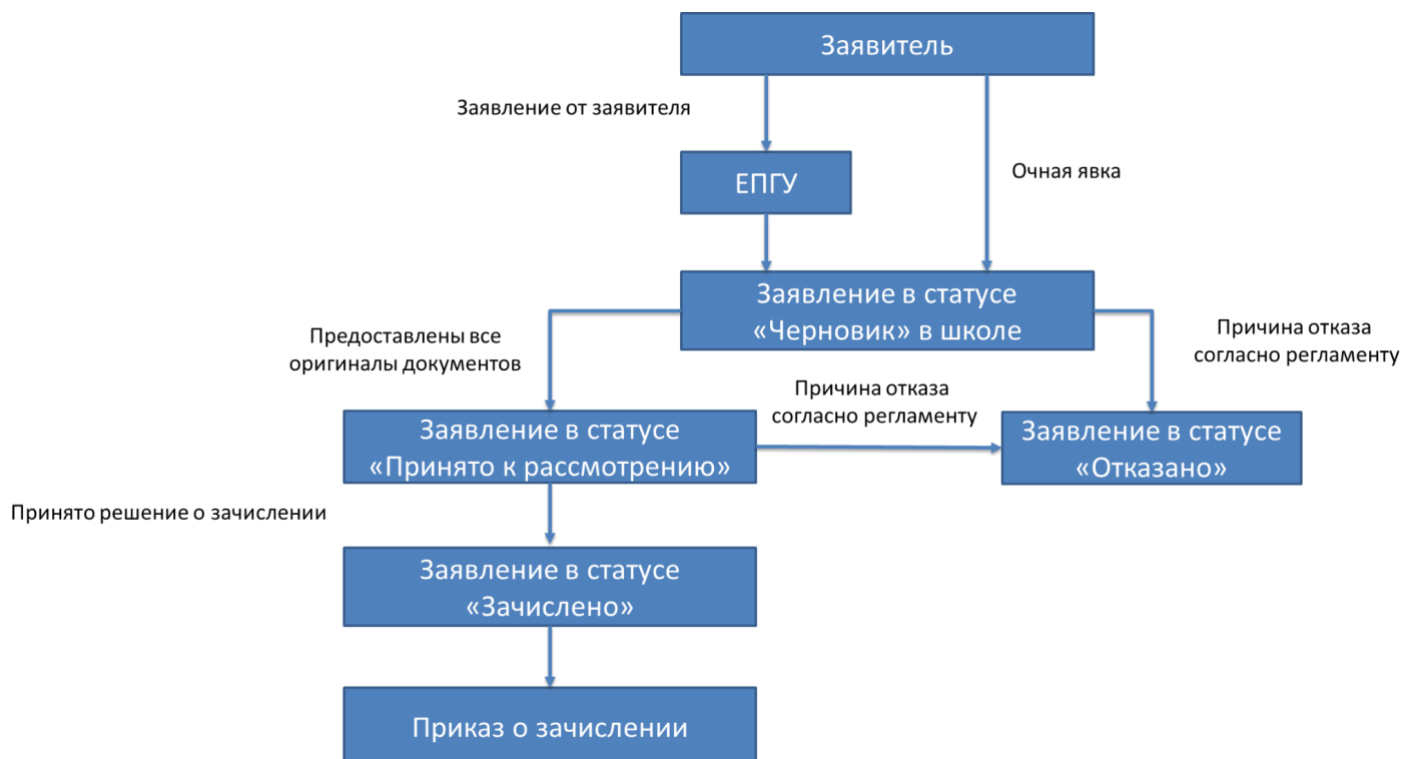 Заявитель
Заявление от заявителя
ЕПГУ
Очная явка
Заявление в статусе
«Черновик» в школе
Предоставлены все
оригиналы документов
Причина отказа
согласно регламенту
Причина отказа
согласно регламенту
Заявление в статусе
«Принято к рассмотрению»
Заявление в статусе
«Отказано»
Принято решение о зачислении
Заявление в статусе
«Зачислено»
Приказ о зачислении